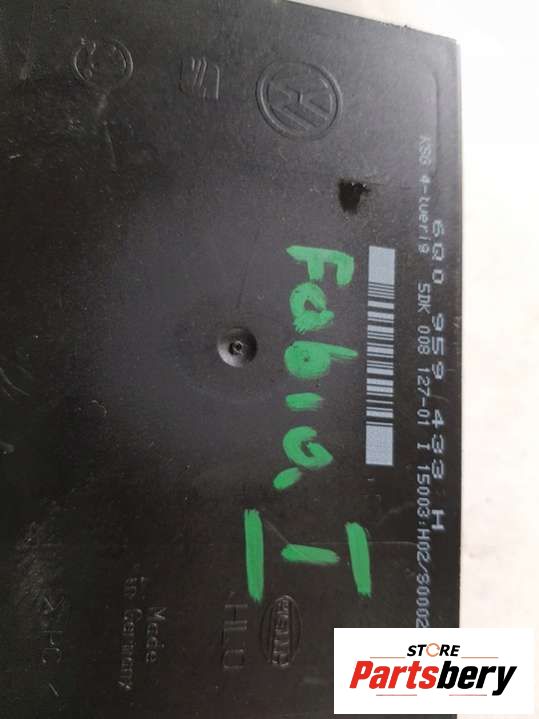 6Q0 959 433 H
KSG 4-tuerig 5DK 008 127-01 I 15003:H02/S0002
Fabia I
HELLA
Made
in Germany
STORE
Partsbery